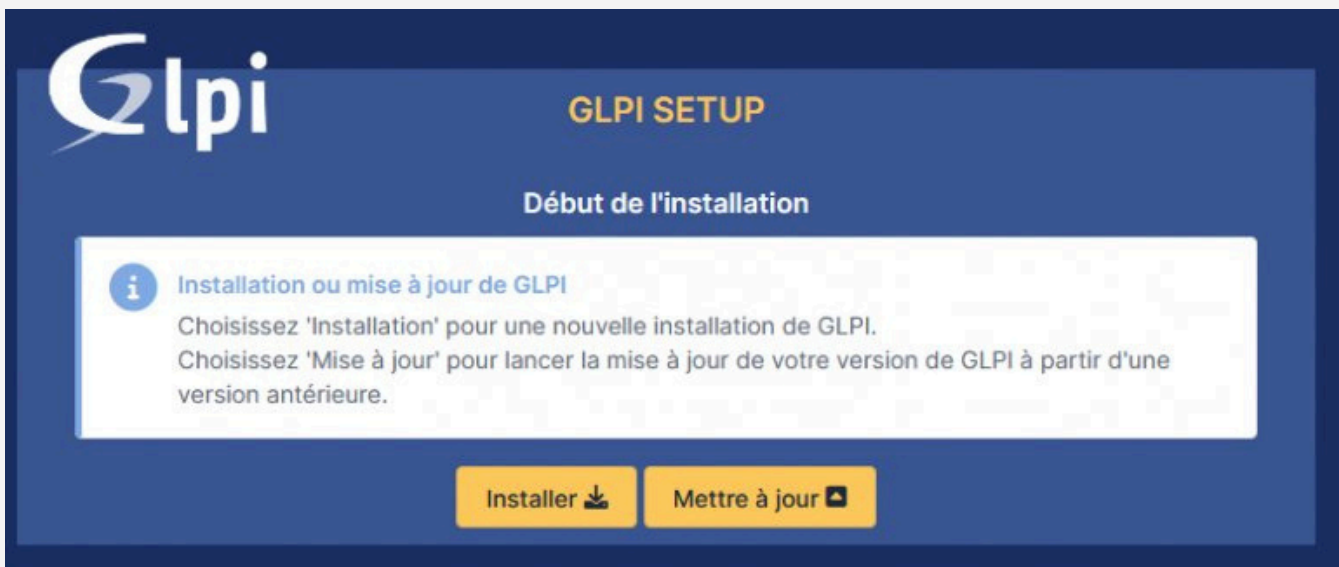 Glpi
GLPI SETUP
Début de l'installation
Installation ou mise à jour de GLPI
Choisissez 'Installation' pour une nouvelle installation de GLPI.
Choisissez 'Mise à jour' pour lancer la mise à jour de votre version de GLPI à partir d'une
version antérieure.
Installer
Mettre à jour